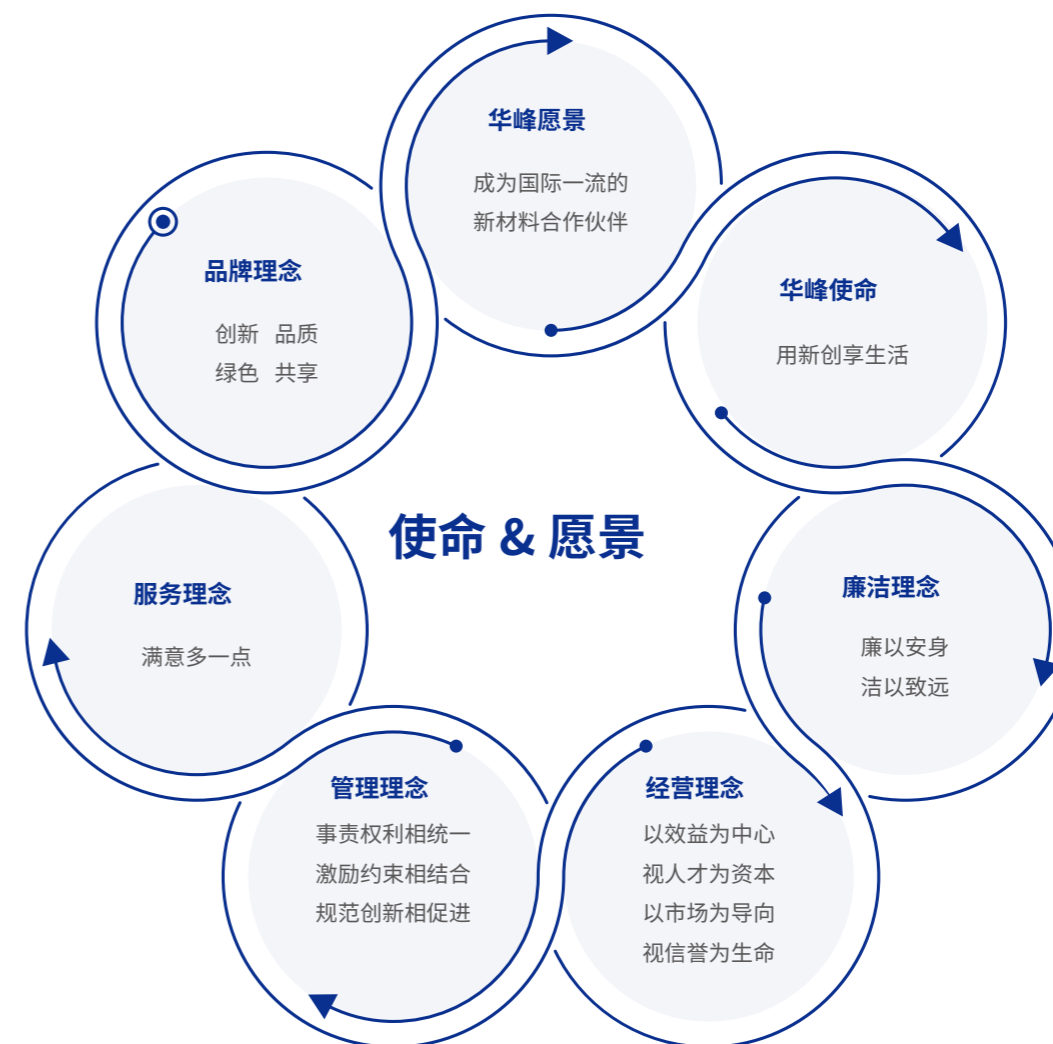 华峰愿景
成为国际一流的
新材料合作伙伴
华峰使命
用新创享生活
品牌理念
创新 品质
绿色 共享
使命 & 愿景
廉洁理念
廉以安身
洁以致远
服务理念
满意多一点
管理理念
事责权利相统一
激励约束相结合
规范创新相促进
经营理念
以效益为中心
视人才为资本
以市场为导向
视信誉为生命